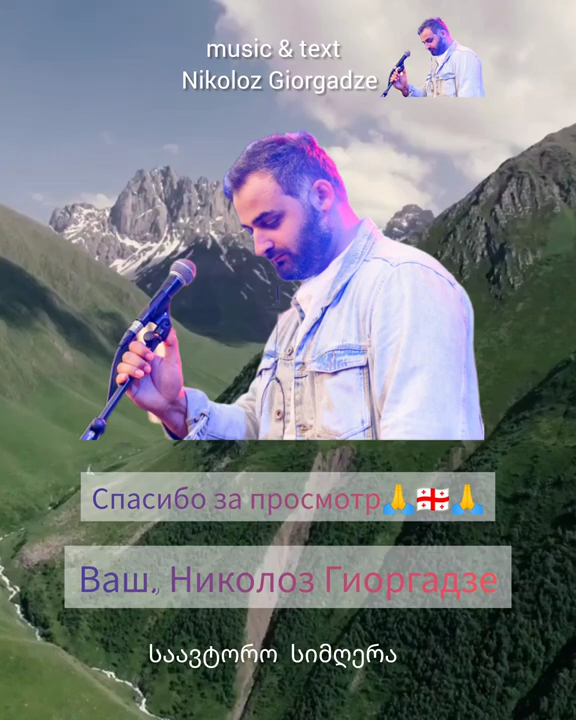 music & text
Nikoloz Giorgadze
Спасибо за просмотр🙏🇬🇪🙏
Ваш., Николоз Гиоргадзе
საავტორო სიმღერა